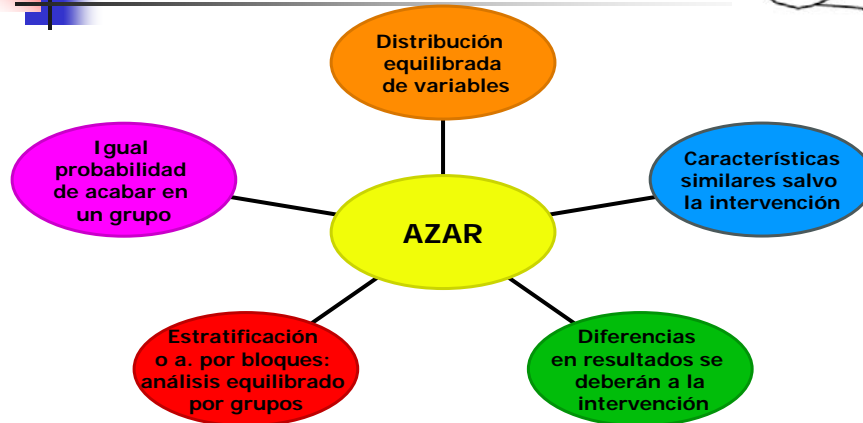 Distribución
equilibrada
de variables
Igual
probabilidad
de acabar en
un grupo
Características
similares salvo
la intervención
AZAR
Estratificación
o a. por bloques:
análisis equilibrado
por grupos
Diferencias
en resultados se
deberán a la
intervención